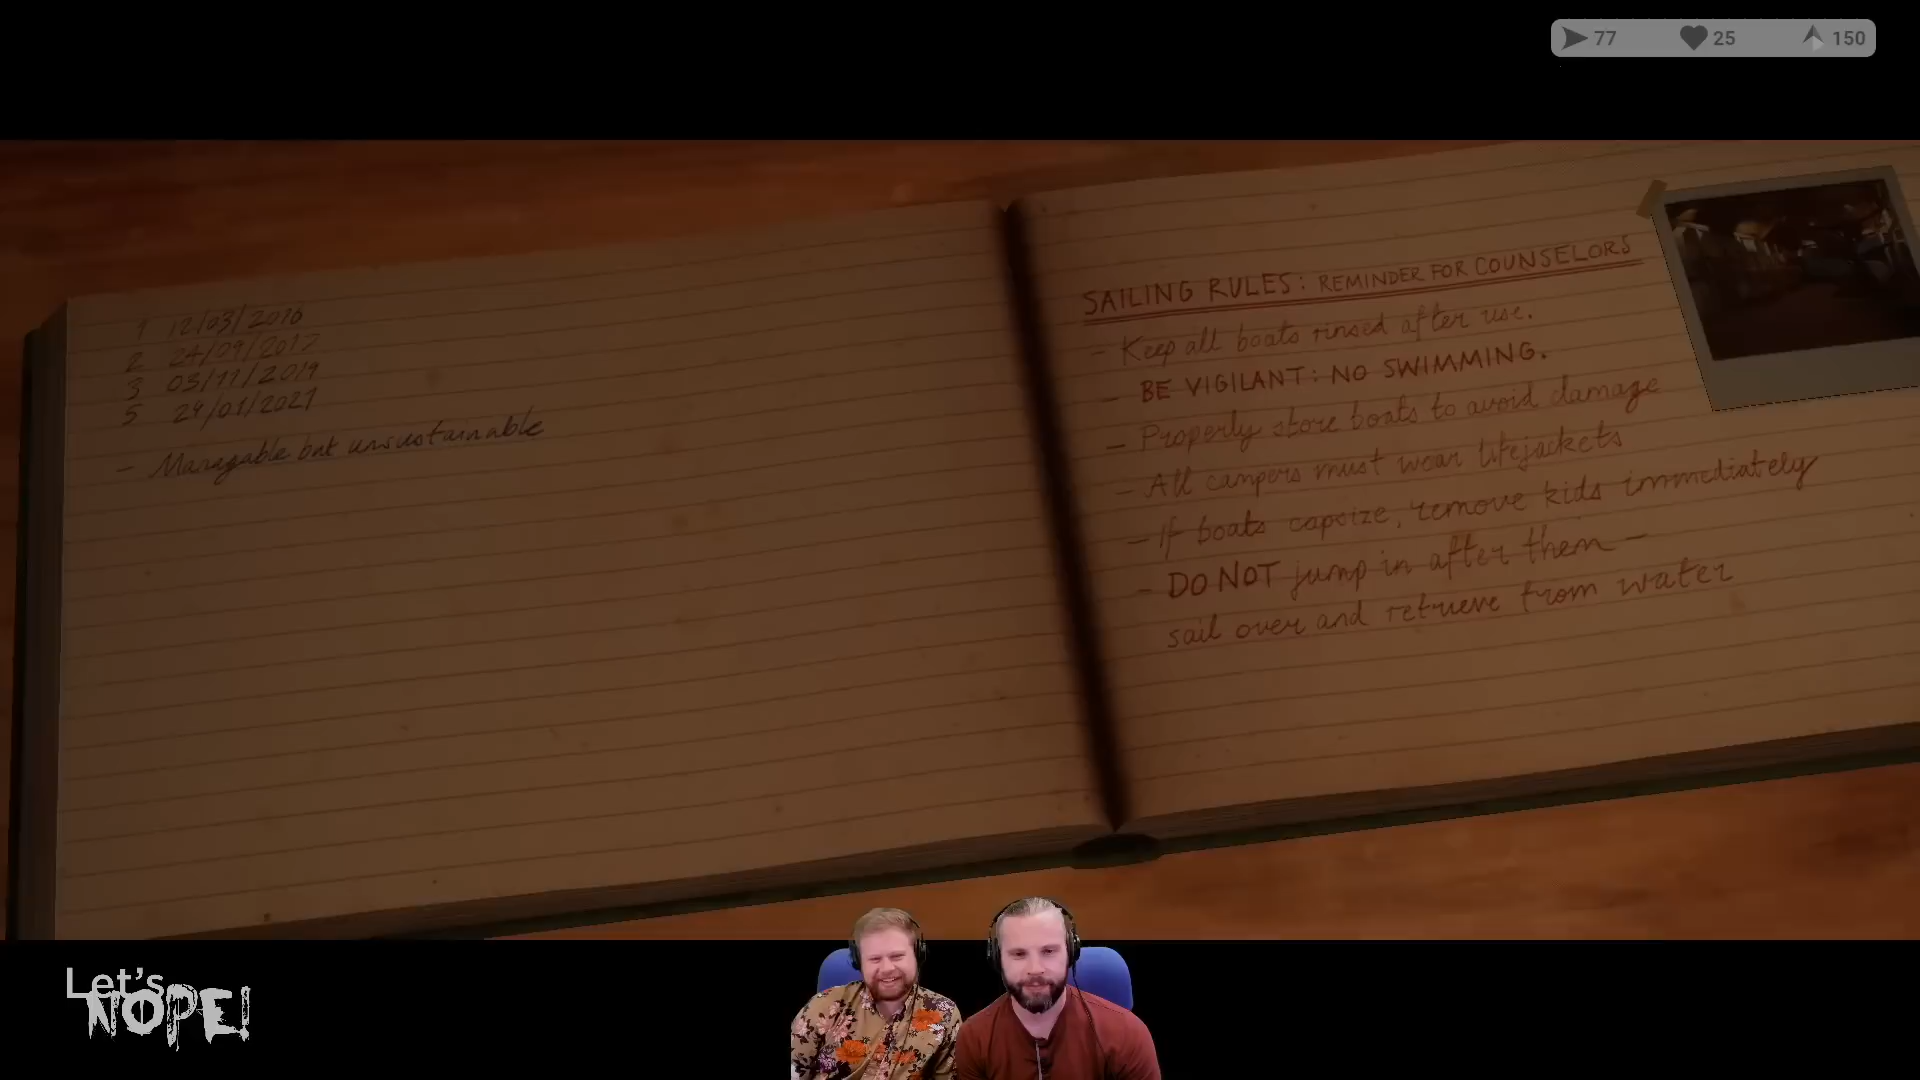 77 25 150
1 12/03/2016
2 24/09/2017
3 03/11/2019
5 29/01/2021
- Managable but unsustainable
SAILING RULES: REMINDER FOR COUNSELORS
- Keep all boats rinsed after use.
- BE VIGILANT: NO SWIMMING.
- Properly store boats to avoid damage
- All campers must wear lifejackets
- If boats capsize, remove kids immediately
- DO NOT jump in after them -
sail over and retrieve from water
Let's
NOPE!